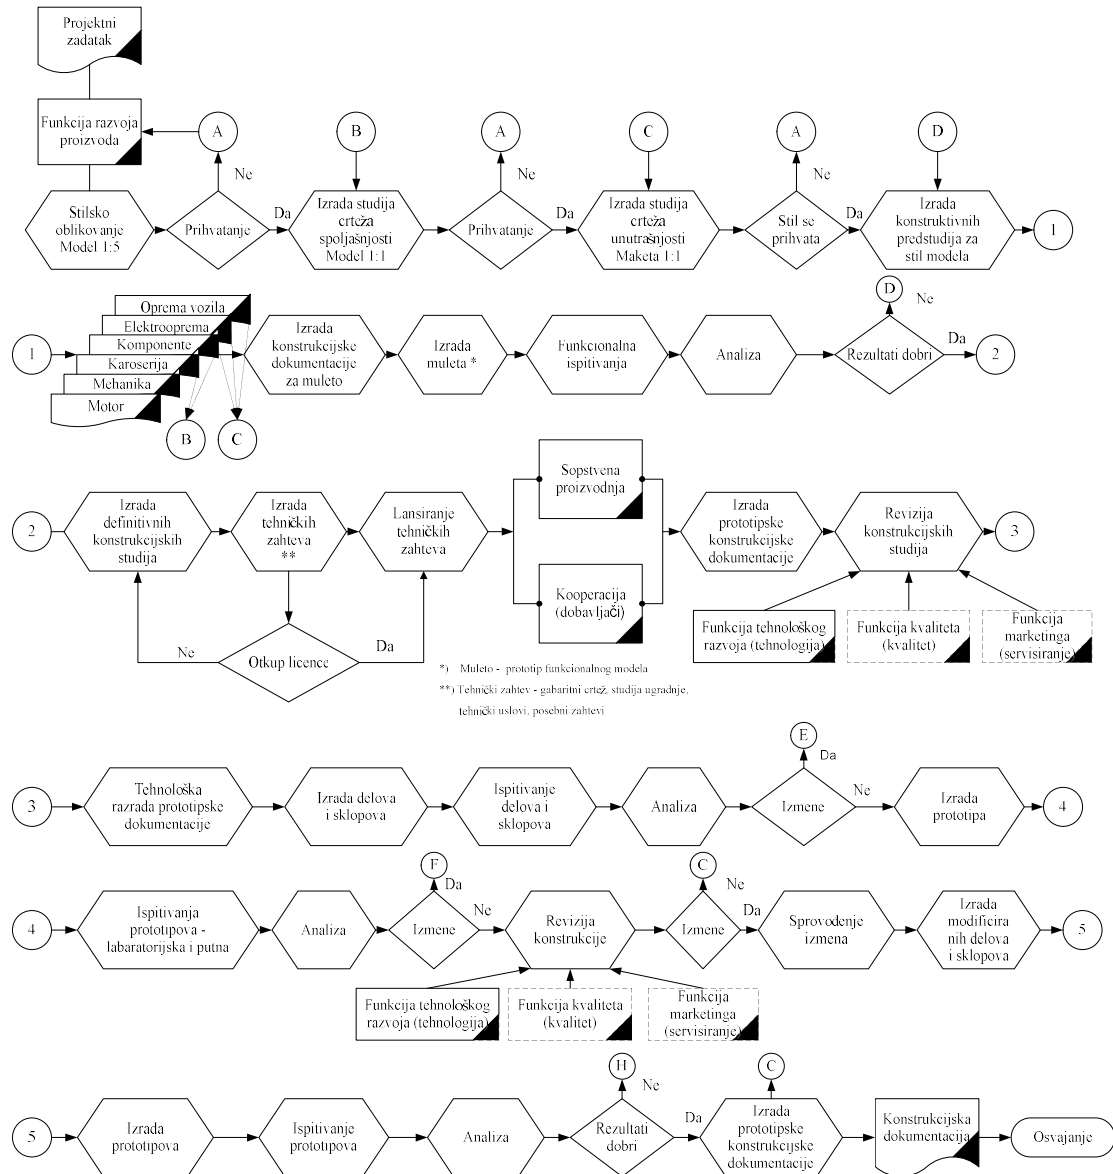 Projektni
zadatak
Funkcija razvoja
proizvoda
A
B
A
C
A
D
Ne
Ne
Ne
Stilsko
oblikovanje
Model 1:5
Prihvatanje
Da
Izrada studija
crteža
spoljašnjosti
Model 1:1
Prihvatanje
Da
Izrada studija
crteža
unutrašnjosti
Maketa 1:1
Stil se
prihvata
Da
Izrada
konstruktivnih
predstudija za
stil modela
1
1
Oprema vozila
Elektrooprema
Komponente
Karoserija
Mehanika
Motor
B
C
Izrada
konstrukcijske
dokumentacije
za muleto
Izrada
muleta *
Funkcionalna
ispitivanja
Analiza
D
Ne
Rezultati dobri
Da
2
2
Izrada
definitivnih
konstrukcijskih
studija
Izrada
tehničkih
zahteva
**
Lansiranje
tehničkih
zahteva
Ne
Otkup licence
Da
Sopstvena
proizvodnja
Kooperacija
(dobavljači)
Izrada
prototipske
konstrukcijske
dokumentacije
Revizija
konstrukcijskih
studija
3
Funkcija tehnološkog
razvoja (tehnologija)
Funkcija kvaliteta
(kvalitet)
Funkcija
marketinga
(servisiranje)
*) Muleto - prototip funkcionalnog modela
**) Tehnički zahtev - gabaritni crtež, studija ugradnje,
tehnički uslovi, posebni zahtevi
3
Tehnološka
razrada prototipske
dokumentacije
Izrada delova
i sklopova
Ispitivanje
delova i
sklopova
Analiza
E
Da
Izmene
Ne
Izrada
prototipa
4
4
Ispitivanja
prototipova -
labaratorijska i putna
Analiza
F
Da
Izmene
Ne
Revizija
konstrukcije
C
Ne
Izmene
Da
Sprovođenje
izmena
Izrada
modificira
nih delova
i sklopova
5
Funkcija tehnološkog
razvoja (tehnologija)
Funkcija kvaliteta
(kvalitet)
Funkcija
marketinga
(servisiranje)
5
Izrada
prototipova
Ispitivanje
prototipova
Analiza
H
Ne
Rezultati
dobri
Da
C
Izrada
prototipske
konstrukcijske
dokumentacije
Konstrukcijska
dokumentacija
Osvajanje